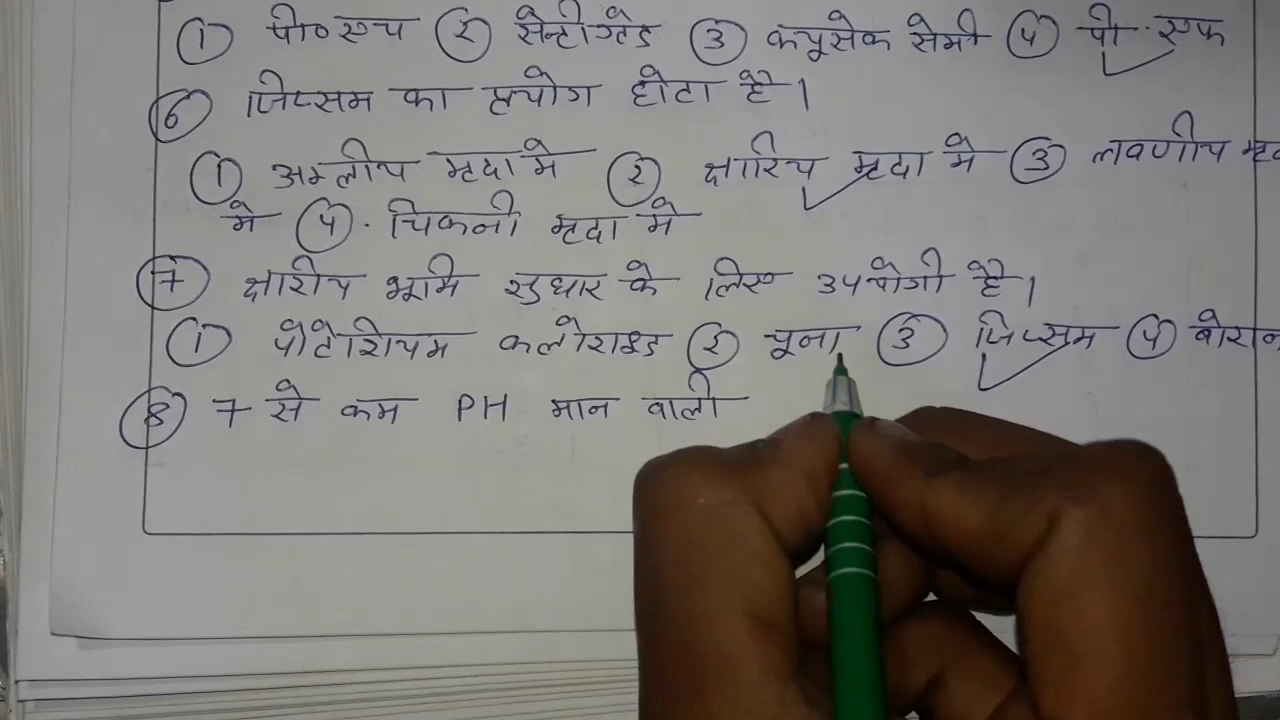 ① पी०एच ② सेन्टीग्रेड ③ क्यूसेक सेमी ④ पी. एफ
⑥ जिप्सम का प्रयोग होता है।
① अम्लीय मृदा मे ② क्षारिय मृदा मे ③ लवणीय मृदा
मे ④. चिकनी मृदा मे
⑦ क्षारीय भूमि सुधार के लिए उपयोगी है।
① पोटेशियम क्लोराइड ② चूना ③ जिप्सम ④ बोरान
⑧ 7 से कम PH मान वाली